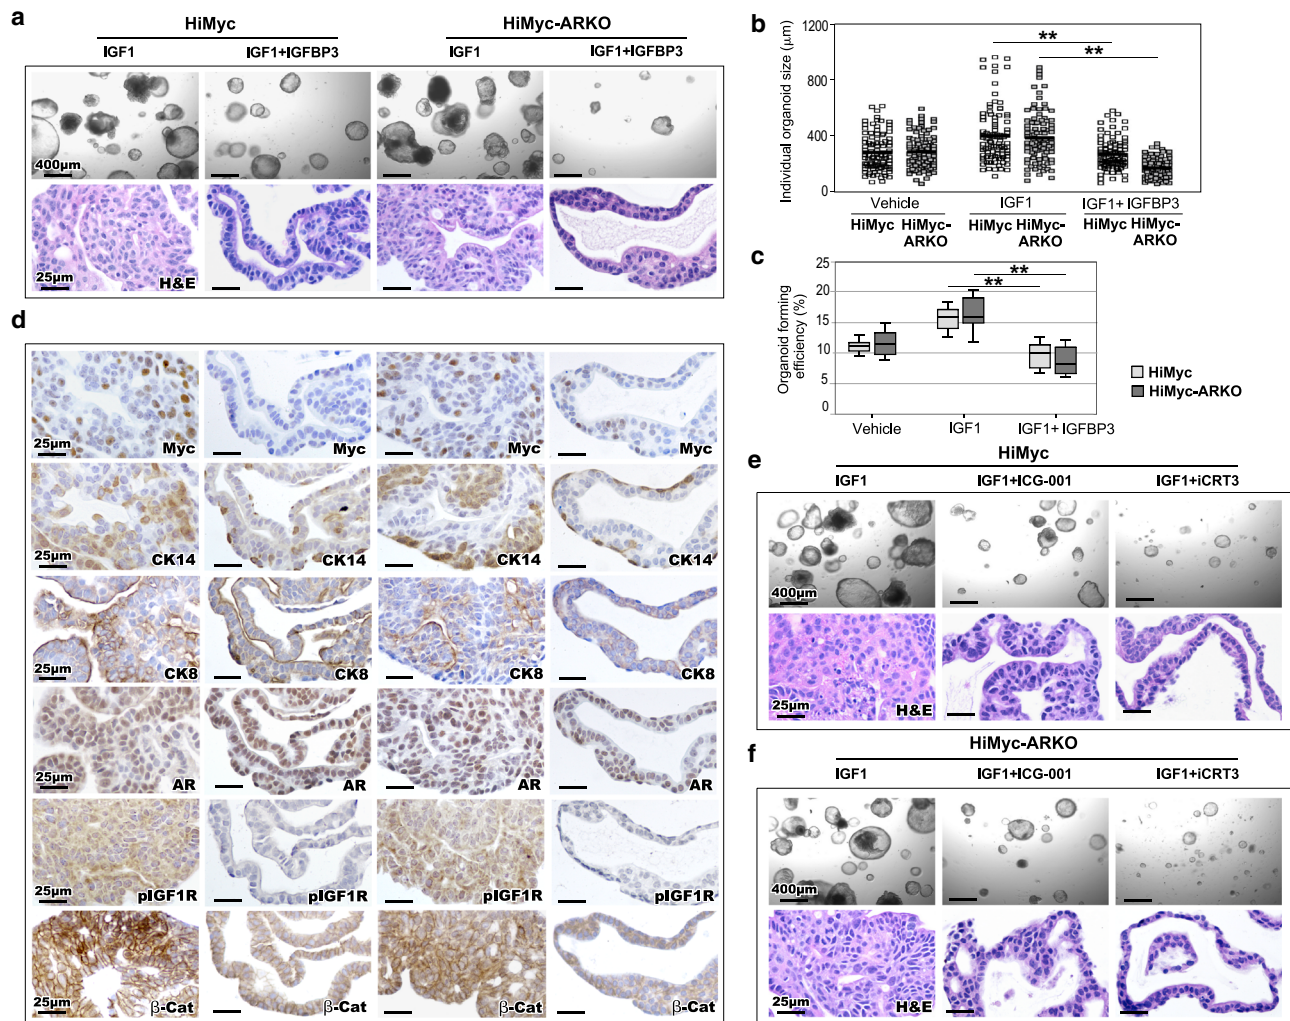 a
HiMyc
HiMyc-ARKO
IGF1
IGF1+IGFBP3
IGF1
IGF1+IGFBP3
400µm
25µm
H&E
b
Individual organoid size (µm)
1200
800
400
0
**
**
Vehicle
IGF1
IGF1+ IGFBP3
HiMyc
HiMyc-ARKO
HiMyc
HiMyc-ARKO
HiMyc
HiMyc-ARKO
c
Organoid forming efficiency (%)
25
20
15
10
5
0
**
**
Vehicle
IGF1
IGF1+ IGFBP3
HiMyc
HiMyc-ARKO
d
25µm
Myc
Myc
Myc
Myc
25µm
CK14
CK14
CK14
CK14
25µm
CK8
CK8
CK8
CK8
25µm
AR
AR
AR
AR
25µm
pIGF1R
pIGF1R
pIGF1R
pIGF1R
25µm
β-Cat
β-Cat
β-Cat
β-Cat
e
HiMyc
IGF1
IGF1+ICG-001
IGF1+iCRT3
400µm
25µm
H&E
f
HiMyc-ARKO
IGF1
IGF1+ICG-001
IGF1+iCRT3
400µm
25µm
H&E